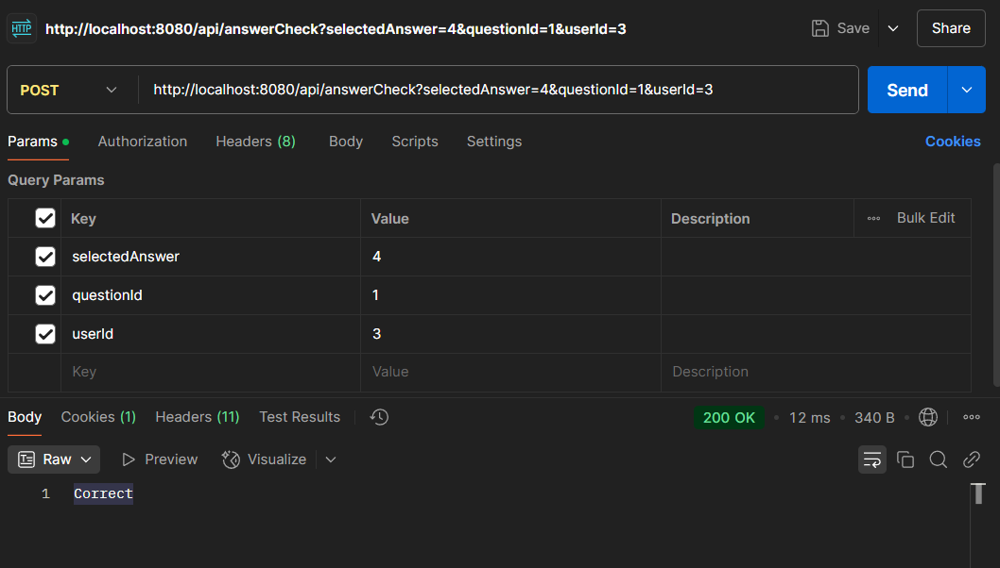 HTTP http://localhost:8080/api/answerCheck?selectedAnswer=4&questionId=1&userId=3 Save Share
POST http://localhost:8080/api/answerCheck?selectedAnswer=4&questionId=1&userId=3 Send
Params Authorization Headers (8) Body Scripts Settings Cookies
Query Params
Key Value Description Bulk Edit
selectedAnswer 4
questionId 1
userId 3
Key Value Description
Body Cookies (1) Headers (11) Test Results 200 OK 12 ms 340 B
Raw Preview Visualize
1 Correct